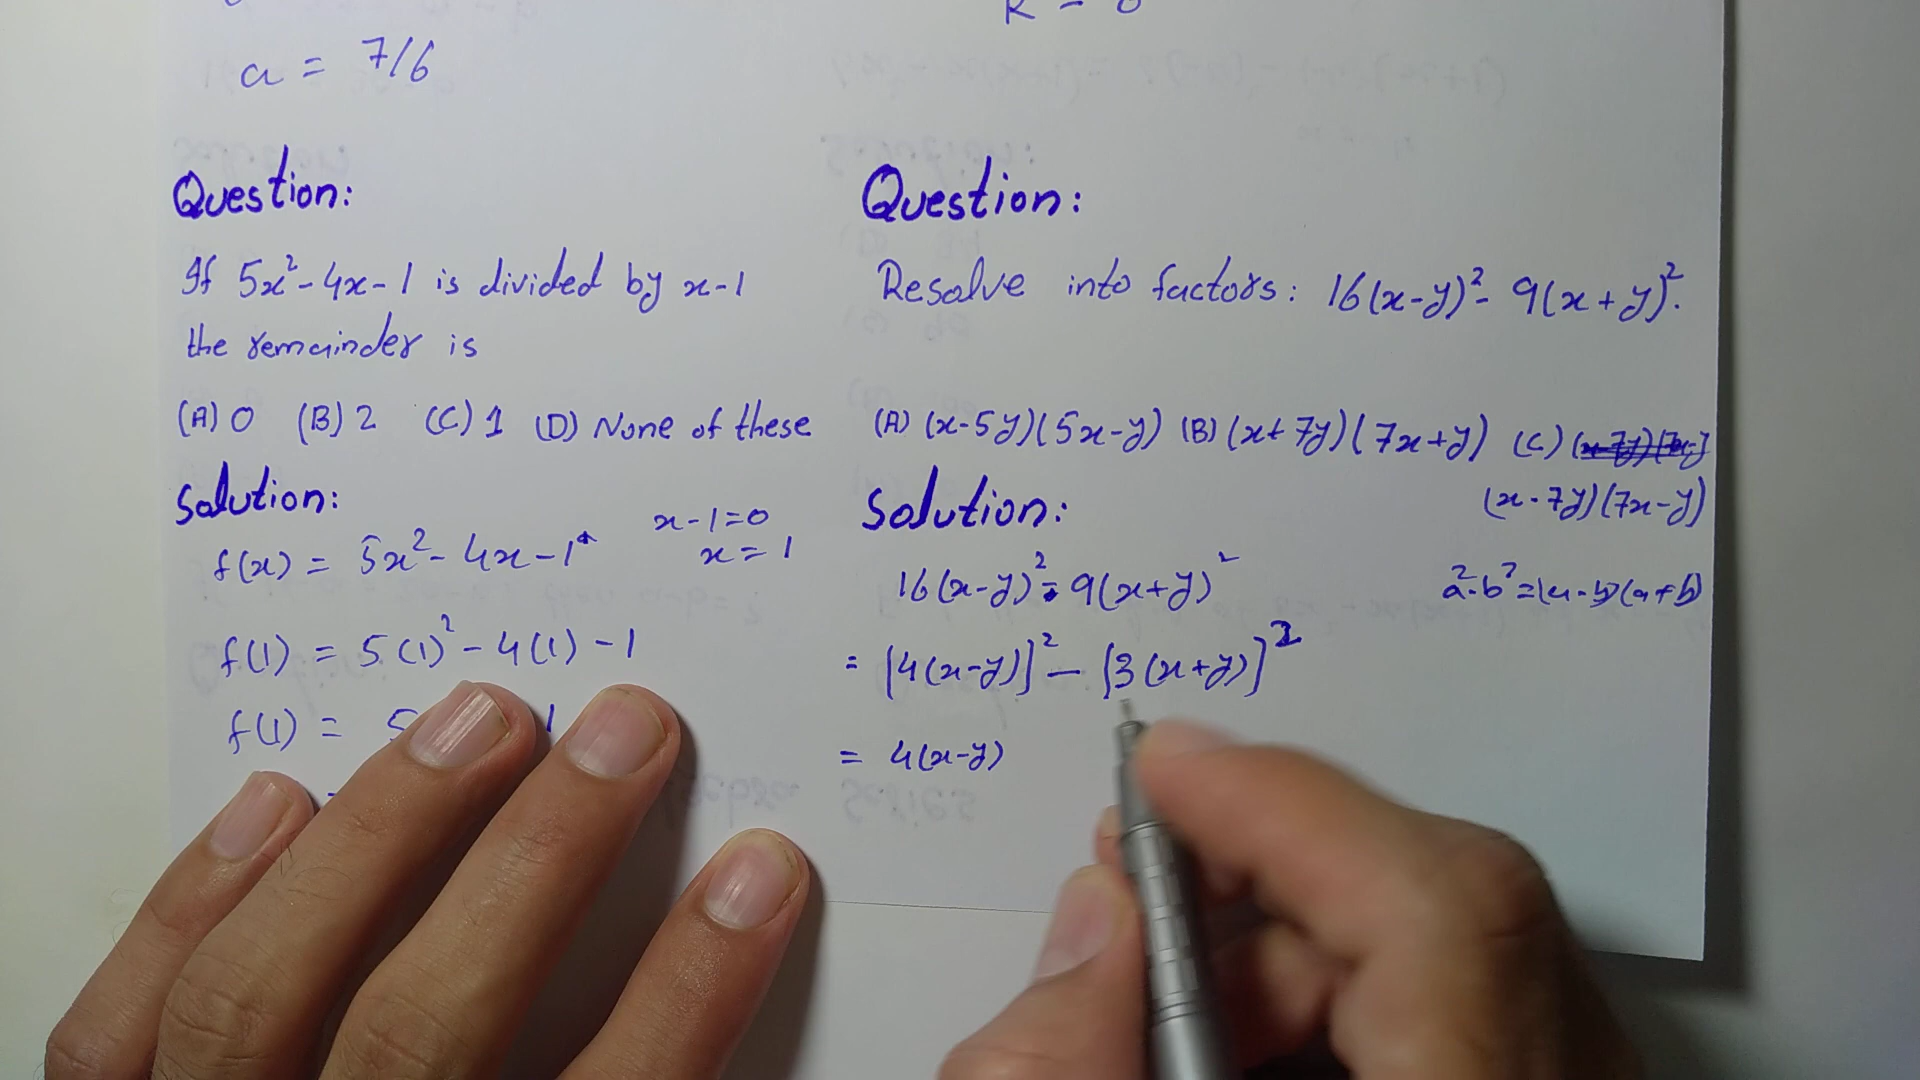 a = 7/6
Question:
If 5x² - 4x - 1 is divided by x-1
the remainder is
(A) 0 (B) 2 (C) 1 (D) None of these
Solution:
f(x) = 5x² - 4x - 1
x-1=0
x = 1
f(1) = 5(1)² - 4(1) - 1
f(1) = 5
Question:
Resolve into factors: 16(x-y)² - 9(x+y)².
(A) (x-5y)(5x-y) (B) (x+7y)(7x+y) (C)
(x-7y)(7x-y)
Solution:
16(x-y)² - 9(x+y)²
a²-b²=(a-b)(a+b)
= [4(x-y)]² - [3(x+y)]²
= 4(x-y)